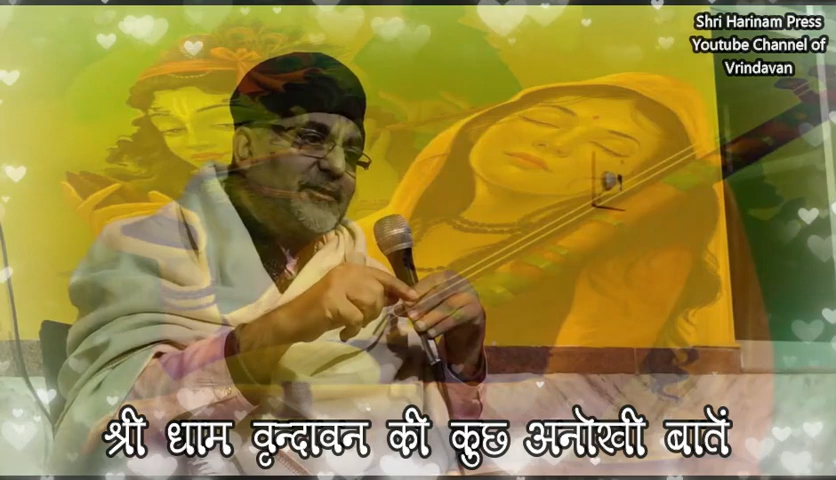 Shri Harinam Press
Youtube Channel of
Vrindavan
श्री धाम वृन्दावन की कुछ अनोखी बातें